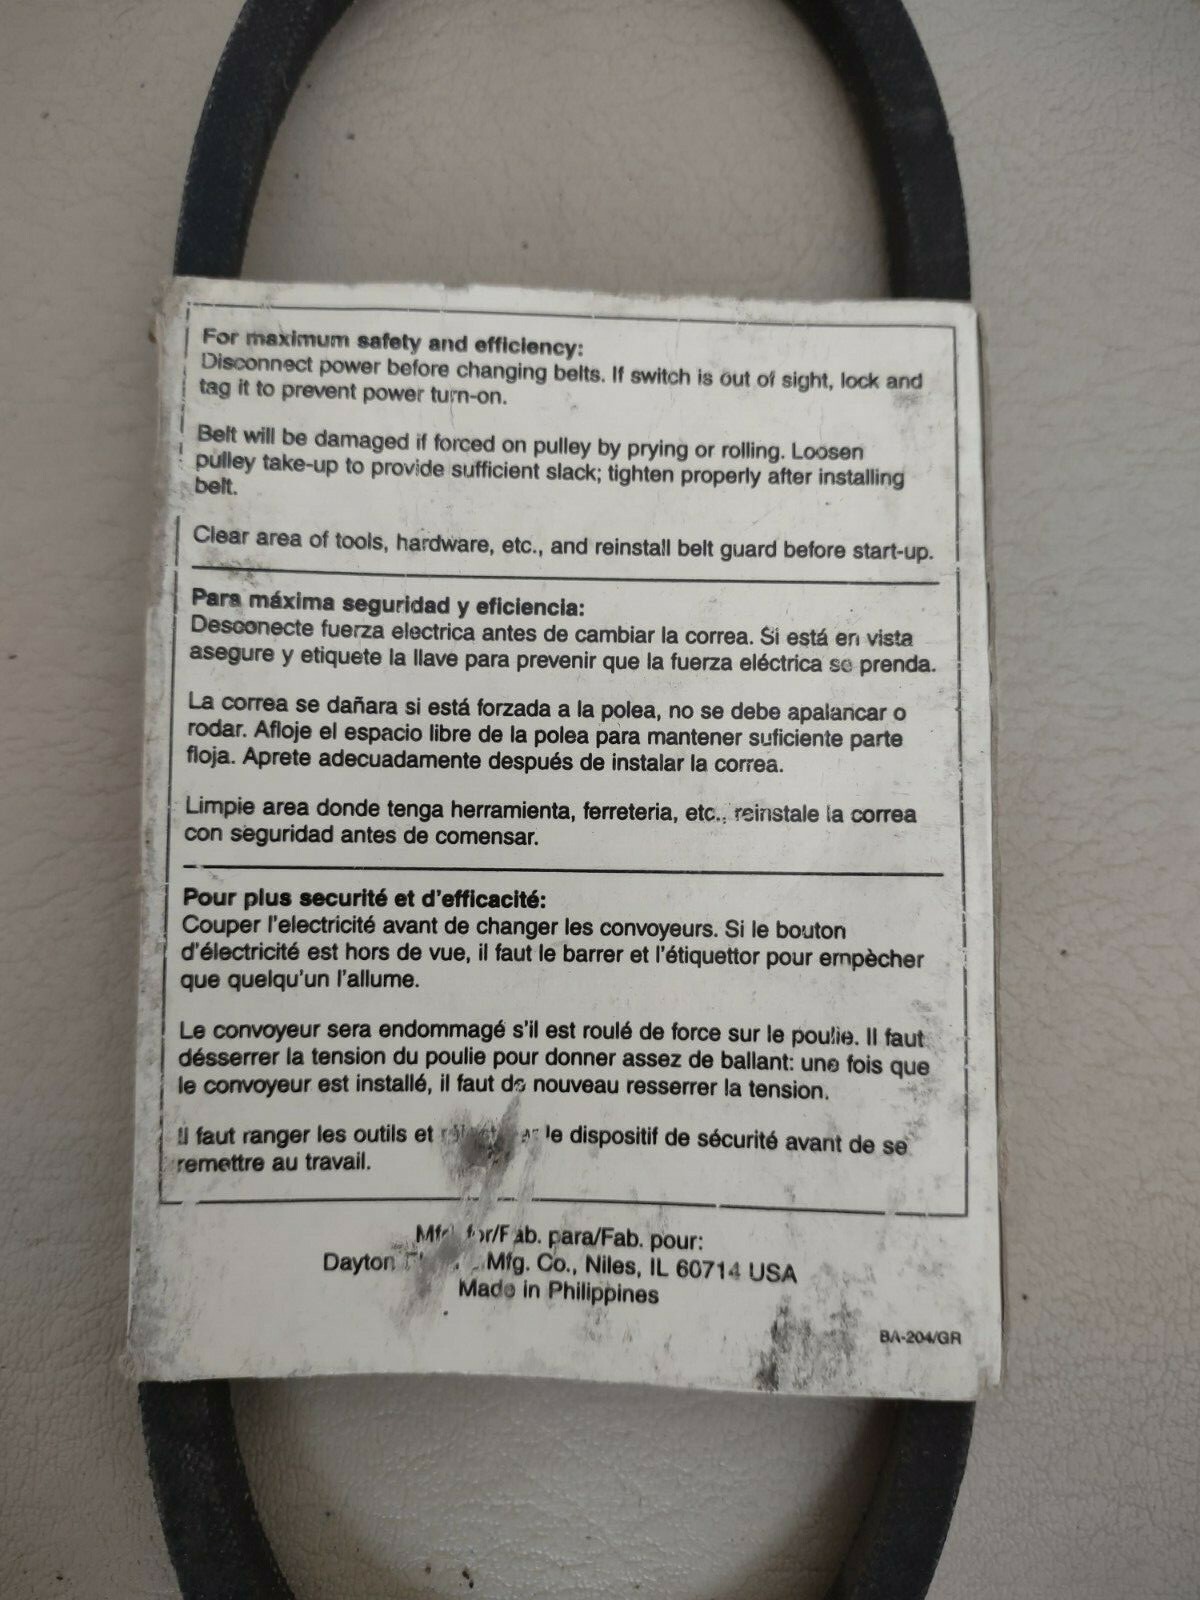 For maximum safety and efficiency:
Disconnect power before changing belts. If switch is out of sight, lock and
tag it to prevent power turn-on.
Belt will be damaged if forced on pulley by prying or rolling. Loosen
pulley take-up to provide sufficient slack; tighten properly after installing
belt.
Clear area of tools, hardware, etc., and reinstall belt guard before start-up.
Para máxima seguridad y eficiencia:
Desconecte fuerza electrica antes de cambiar la correa. Si está en vista
asegure y etiquete la llave para prevenir que la fuerza eléctrica se prenda.
La correa se dañara si está forzada a la polea, no se debe apalancar o
rodar. Afloje el espacio libre de la polea para mantener suficiente parte
floja. Aprete adecuadamente después de instalar la correa.
Limpie area donde tenga herramienta, ferreteria, etc., reinstale la correa
con seguridad antes de comensar.
Pour plus securité et d'efficacité:
Couper l'electricité avant de changer les convoyeurs. Si le bouton
d'électricité est hors de vue, il faut le barrer et l'étiquettor pour empècher
que quelqu'un l'allume.
Le convoyeur sera endommagé s'il est roulé de force sur le poulie. Il faut
désserrer la tension du poulie pour donner assez de ballant: une fois que
le convoyeur est installé, il faut de nouveau resserrer la tension.
Il faut ranger les outils et le dispositif de sécurité avant de se
remettre au travail.
Mfd. for/Fab. para/Fab. pour:
Dayton Mfg. Co., Niles, IL 60714 USA
Made in Philippines
BA-204/GR